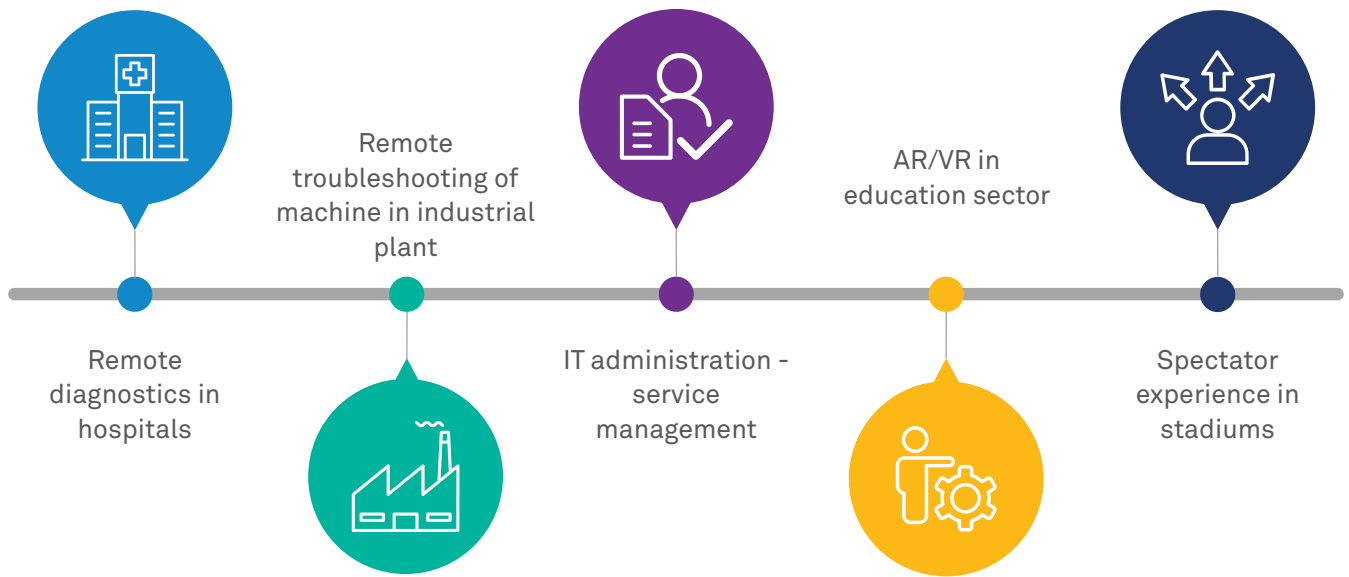 Remote
diagnostics in
hospitals
Remote
troubleshooting of
machine in industrial
plant
IT administration -
service
management
AR/VR in
education sector
Spectator
experience in
stadiums